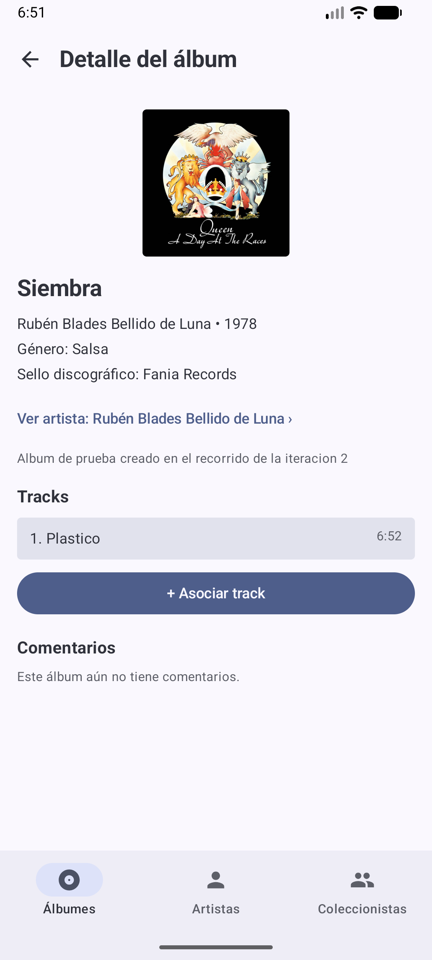 6:51
Detalle del álbum
Queen
A Day At The Races
Siembra
Rubén Blades Bellido de Luna • 1978
Género: Salsa
Sello discográfico: Fania Records
Ver artista: Rubén Blades Bellido de Luna ›
Album de prueba creado en el recorrido de la iteracion 2
Tracks
1. Plastico 6:52
+ Asociar track
Comentarios
Este álbum aún no tiene comentarios.
Álbumes Artistas Coleccionistas